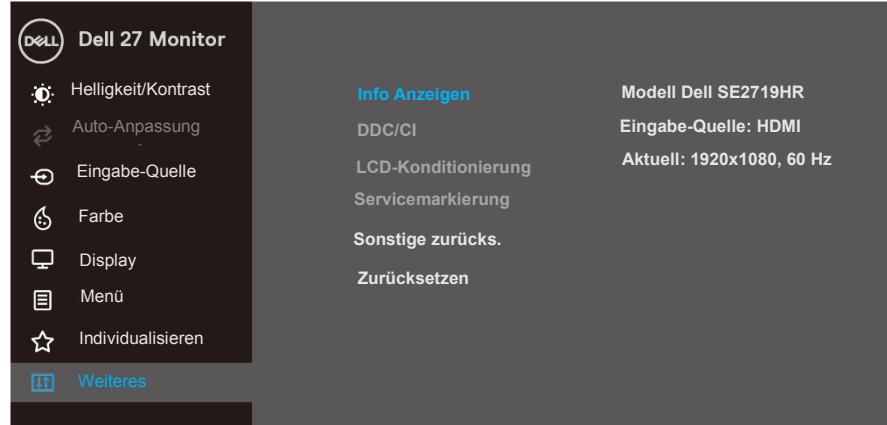 DELL Dell 27 Monitor
Helligkeit/Kontrast
Auto-Anpassung
Eingabe-Quelle
Farbe
Display
Menü
Individualisieren
Weiteres
Info Anzeigen
DDC/CI
LCD-Konditionierung
Servicemarkierung
Sonstige zurücks.
Zurücksetzen
Modell Dell SE2719HR
Eingabe-Quelle: HDMI
Aktuell: 1920x1080, 60 Hz